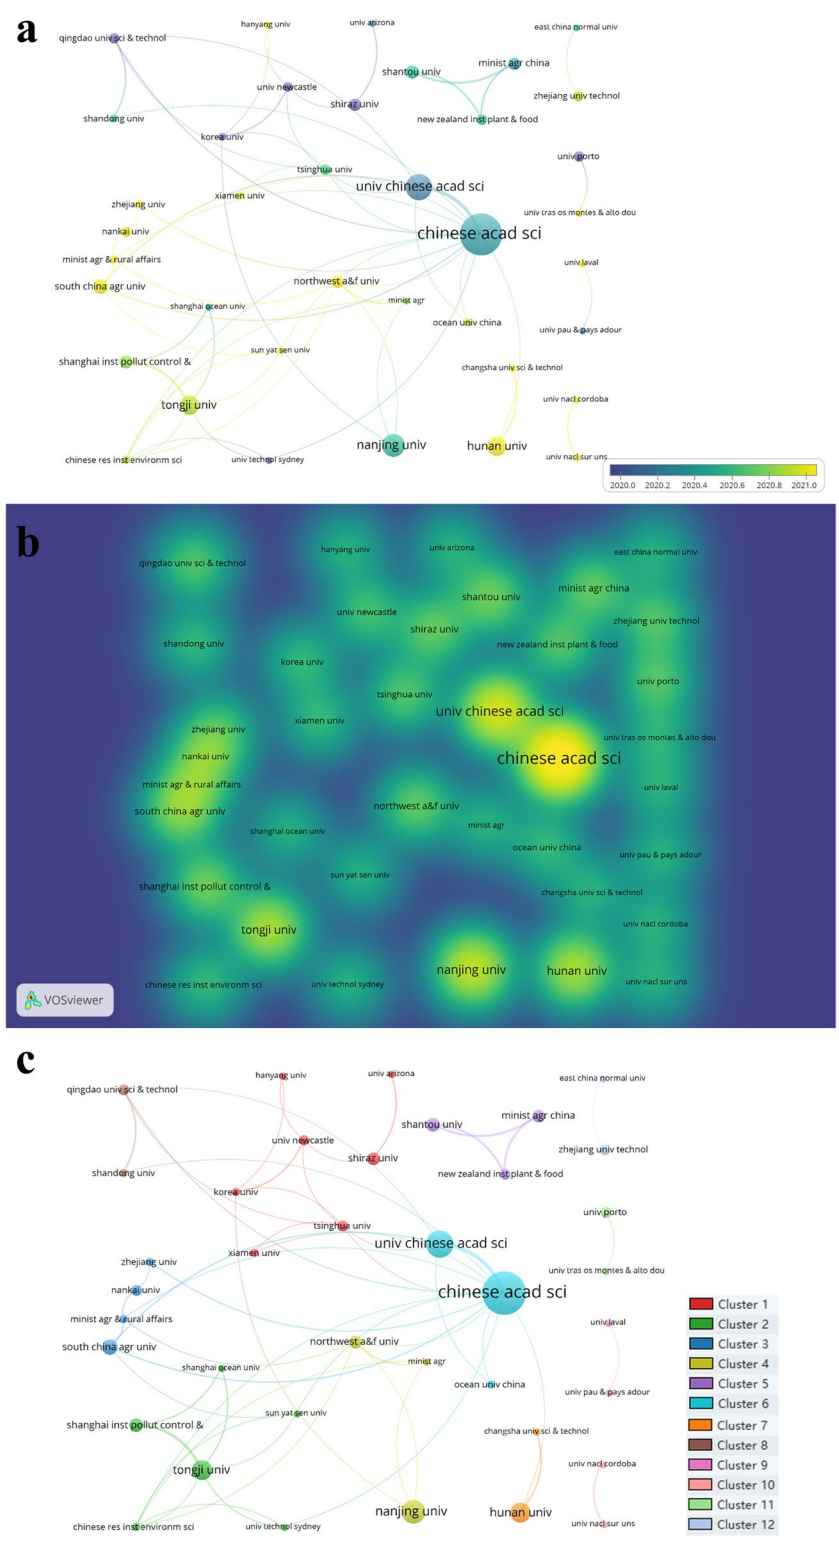 a
qingdao univ sci & technol
hanyang univ
univ arizona
east china normal univ
shantou univ
minist agr china
univ newcastle
shiraz univ
zhejiang univ technol
shandong univ
new zealand inst plant & food
korea univ
univ porto
tsinghua univ
univ chinese acad sci
xiamen univ
zhejiang univ
univ tras os montes & alto dou
nankai univ
chinese acad sci
minist agr & rural affairs
univ laval
south china agr univ
northwest a&f univ
shanghai ocean univ
minist agr
ocean univ china
univ pau & pays adour
sun yat sen univ
shanghai inst pollut control &
changsha univ sci & technol
tongji univ
univ nacl cordoba
nanjing univ
hunan univ
chinese res inst environm sci
univ technol sydney
univ nacl sur uns
2020.0 2020.2 2020.4 2020.6 2020.8 2021.0
b
qingdao univ sci & technol
hanyang univ
univ arizona
east china normal univ
minist agr china
shantou univ
univ newcastle
zhejiang univ technol
shiraz univ
shandong univ
new zealand inst plant & food
korea univ
univ porto
tsinghua univ
univ chinese acad sci
xiamen univ
zhejiang univ
univ tras os montes & alto dou
nankai univ
chinese acad sci
minist agr & rural affairs
univ laval
south china agr univ
northwest a&f univ
shanghai ocean univ
minist agr
ocean univ china
univ pau & pays adour
sun yat sen univ
shanghai inst pollut control &
changsha univ sci & technol
tongji univ
univ nacl cordoba
nanjing univ
hunan univ
chinese res inst environm sci
univ technol sydney
univ nacl sur uns
VOSviewer
c
qingdao univ sci & technol
hanyang univ
univ arizona
east china normal univ
minist agr china
shantou univ
univ newcastle
zhejiang univ technol
shiraz univ
shandong univ
new zealand inst plant & food
korea univ
univ porto
tsinghua univ
univ chinese acad sci
xiamen univ
zhejiang univ
univ tras os montes & alto dou
nankai univ
chinese acad sci
minist agr & rural affairs
univ laval
south china agr univ
northwest a&f univ
shanghai ocean univ
minist agr
ocean univ china
univ pau & pays adour
sun yat sen univ
shanghai inst pollut control &
changsha univ sci & technol
tongji univ
univ nacl cordoba
nanjing univ
hunan univ
chinese res inst environm sci
univ technol sydney
univ nacl sur uns
Cluster 1
Cluster 2
Cluster 3
Cluster 4
Cluster 5
Cluster 6
Cluster 7
Cluster 8
Cluster 9
Cluster 10
Cluster 11
Cluster 12